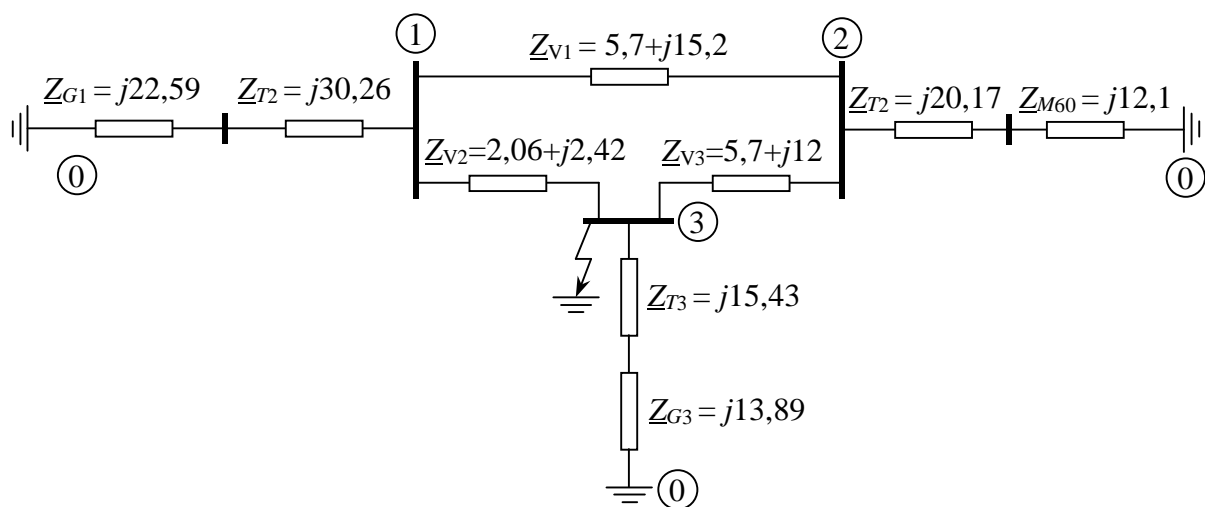 1
2
Z_V1 = 5,7+j15,2
Z_G1 = j22,59
Z_T2 = j30,26
Z_T2 = j20,17
Z_M60 = j12,1
Z_V2=2,06+j2,42
Z_V3=5,7+j12
0
0
3
Z_T3 = j15,43
Z_G3 = j13,89
0